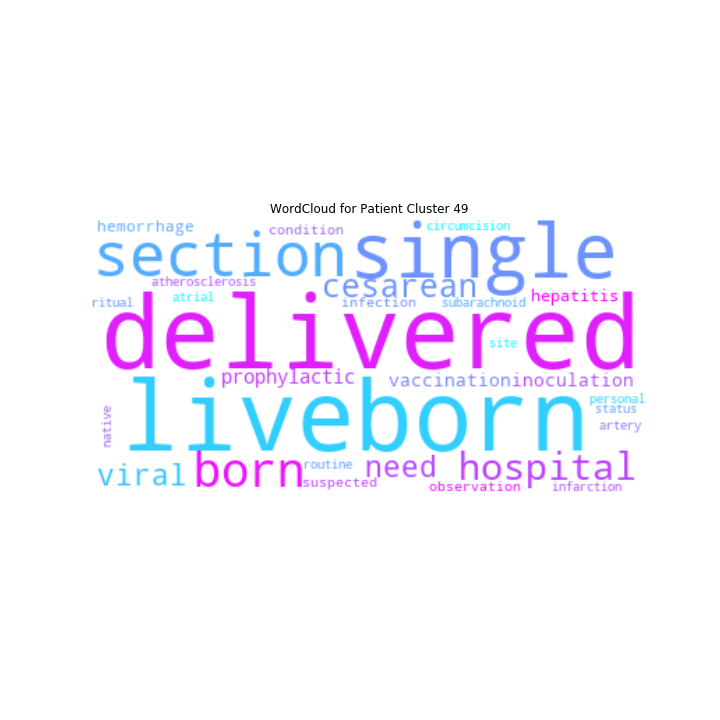 WordCloud for Patient Cluster 49
hemorrhage condition circumcision
section single
atherosclerosis cesarean
ritual atrial infection subarachnoid hepatitis
delivered
site
prophylactic vaccination inoculation
liveborn
personal
native status
artery
viral born routine need hospital
suspected observation infarction